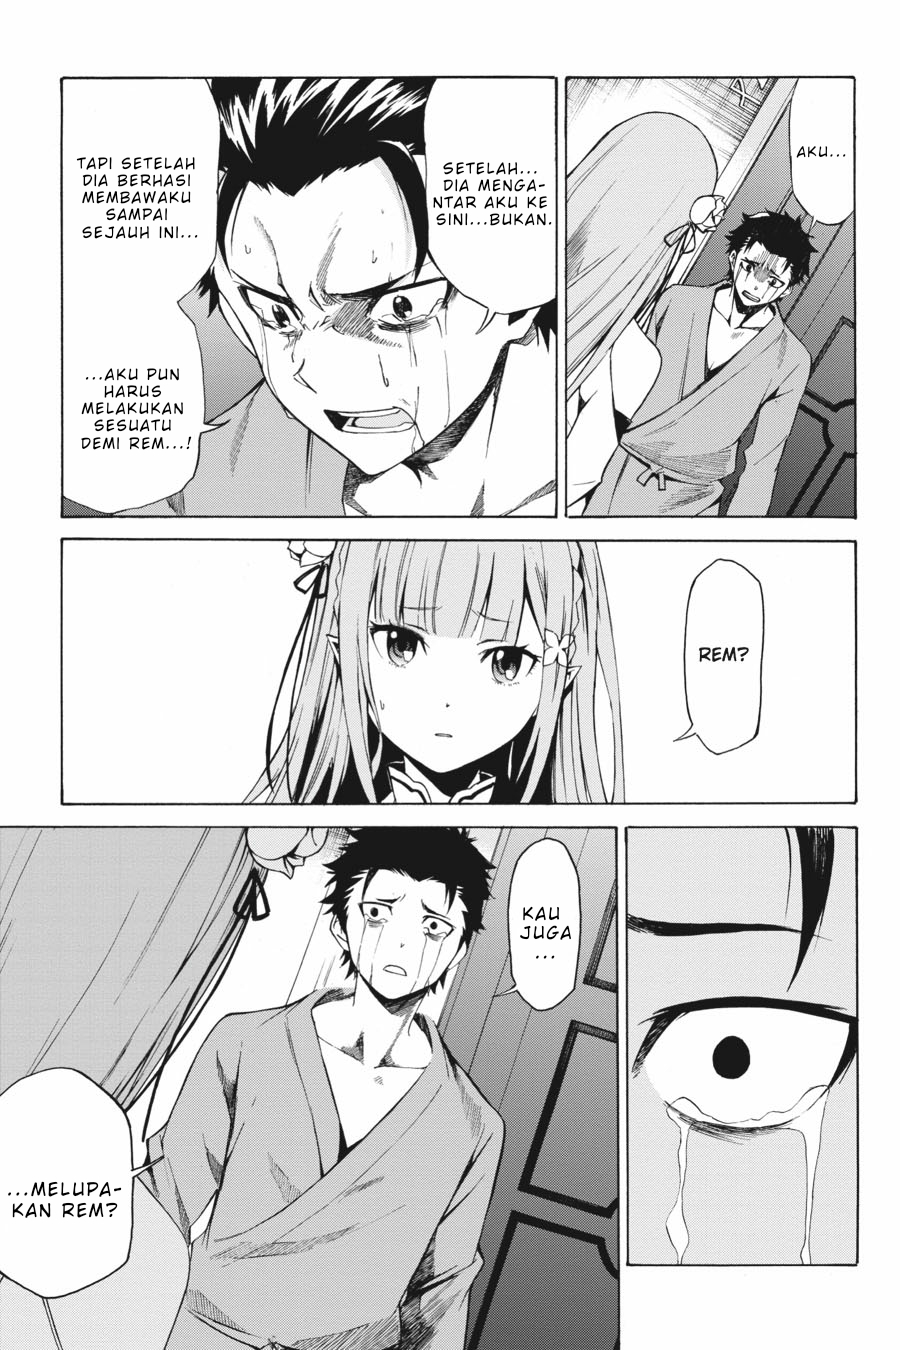 AKU...
SETELAH...
DIA MENGA-
NTAR AKU KE
SINI...BUKAN.
TAPI SETELAH
DIA BERHASI
MEMBAWAKU
SAMPAI
SEJAUH INI...
...AKU PUN
HARUS
MELAKUKAN
SESUATU
DEMI REM...!
REM?
KAU
JUGA
...
...MELUPA-
KAN REM?